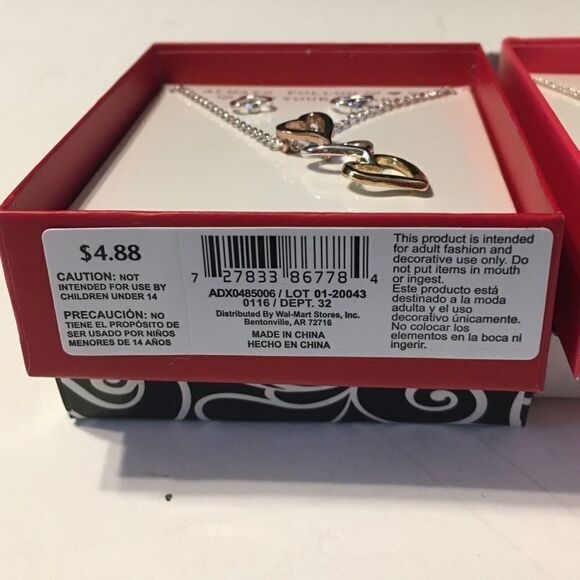 ALWAYS FOLLOW
YOUR
$4.88
CAUTION: NOT
INTENDED FOR USE BY
CHILDREN UNDER 14
PRECAUCIÓN: NO
TIENE EL PROPÓSITO DE
SER USADO POR NIÑOS
MENORES DE 14 AÑOS
7 27833 86778 4
ADX0485006 / LOT 01-20043
0116 / DEPT. 32
Distributed By Wal-Mart Stores, Inc.
Bentonville, AR 72716
MADE IN CHINA
HECHO EN CHINA
This product is intended
for adult fashion and
decorative use only. Do
not put items in mouth
or ingest.
Este producto está
destinado a la moda
adulta y el uso
decorativo únicamente.
No colocar los
elementos en la boca ni
ingerir.